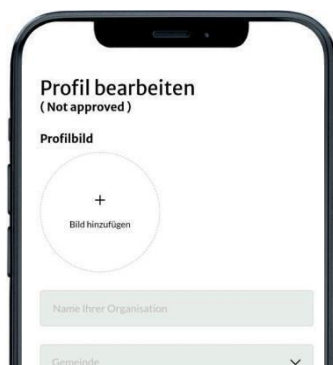 Profil bearbeiten
( Not approved )
Profilbild
+
Bild hinzufügen
Name Ihrer Organisation
Gemeinde